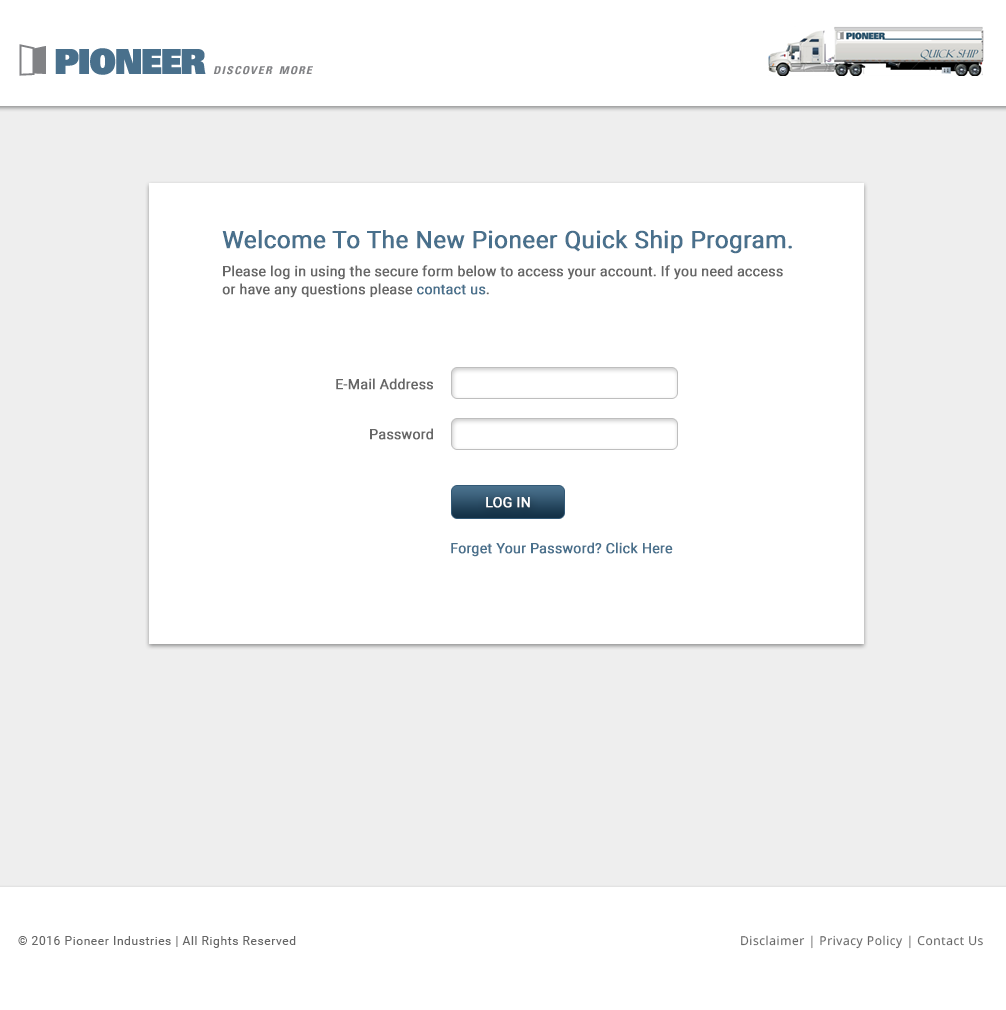 PIONEER DISCOVER MORE
PIONEER
QUICK SHIP
Welcome To The New Pioneer Quick Ship Program.
Please log in using the secure form below to access your account. If you need access
or have any questions please contact us.
E-Mail Address
Password
LOG IN
Forget Your Password? Click Here
© 2016 Pioneer Industries | All Rights Reserved
Disclaimer | Privacy Policy | Contact Us